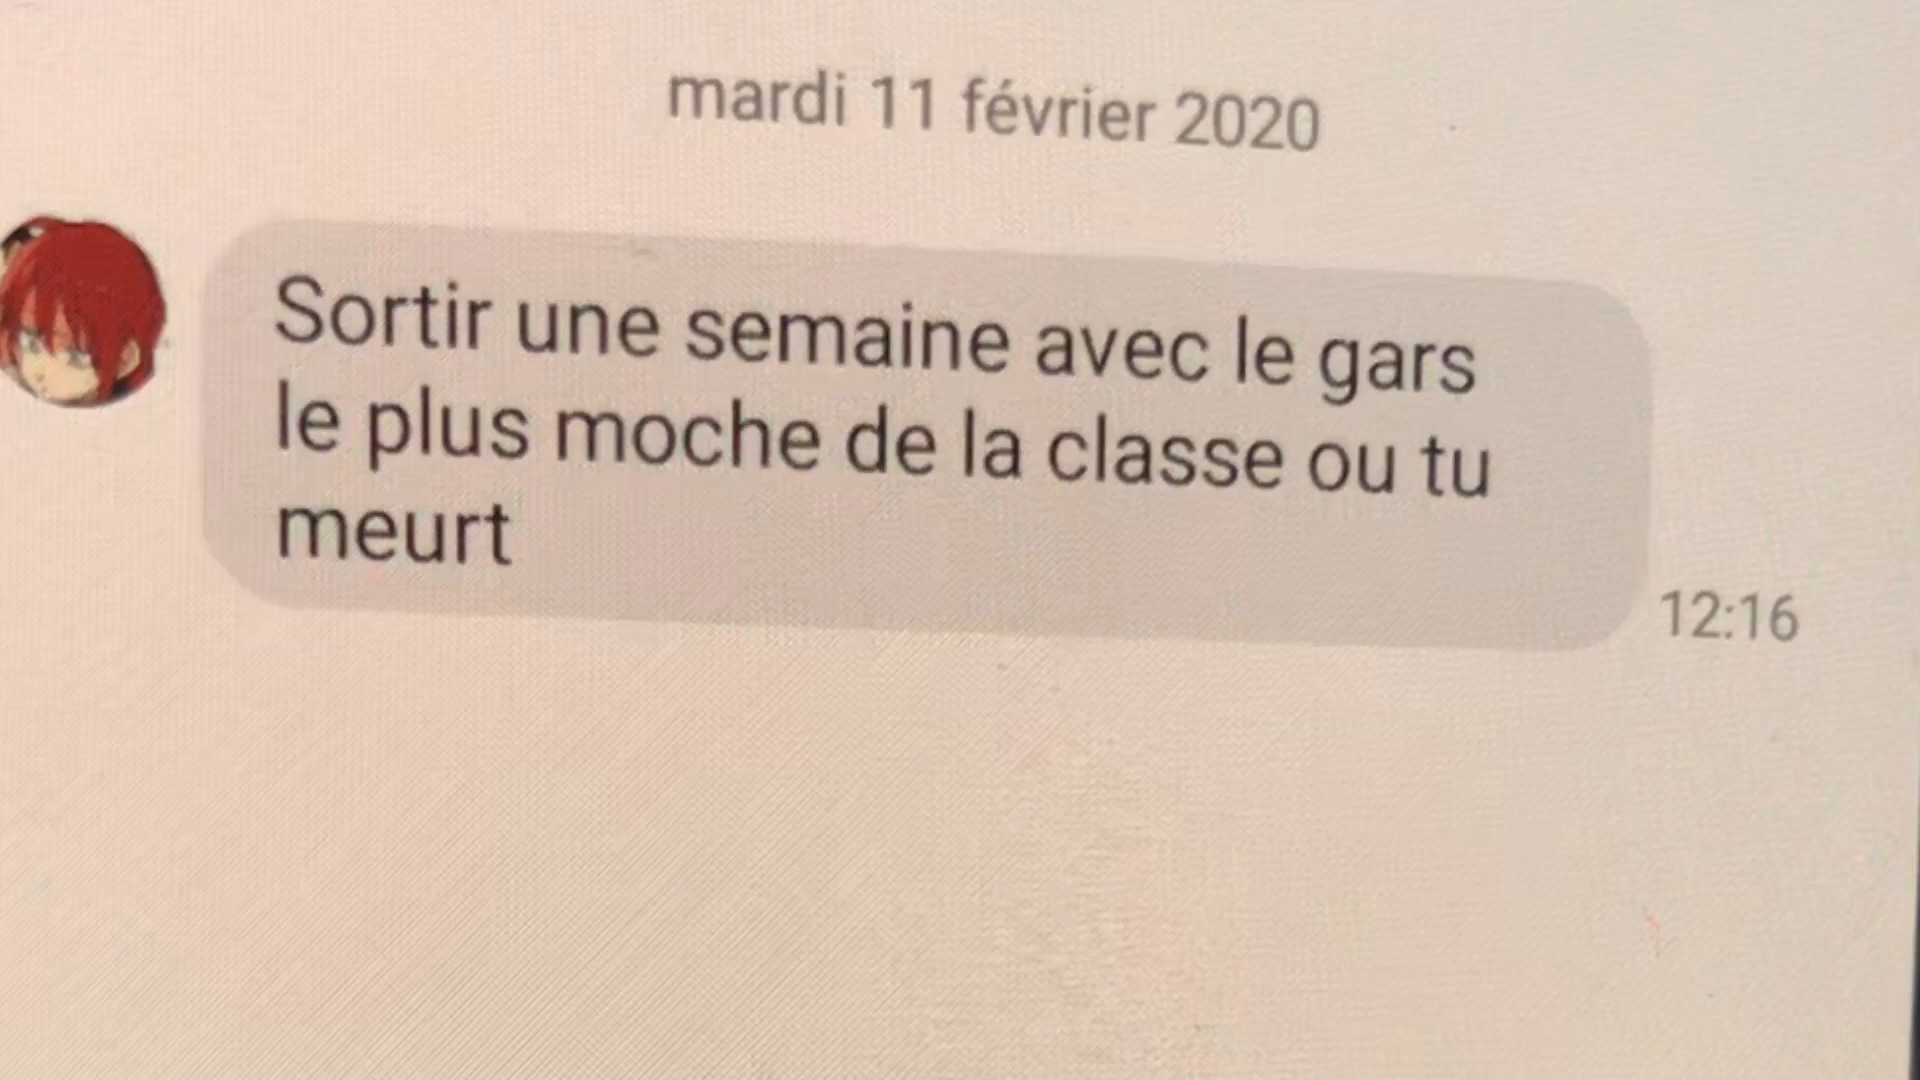 mardi 11 février 2020
Sortir une semaine avec le gars
le plus moche de la classe ou tu
meurt
12:16